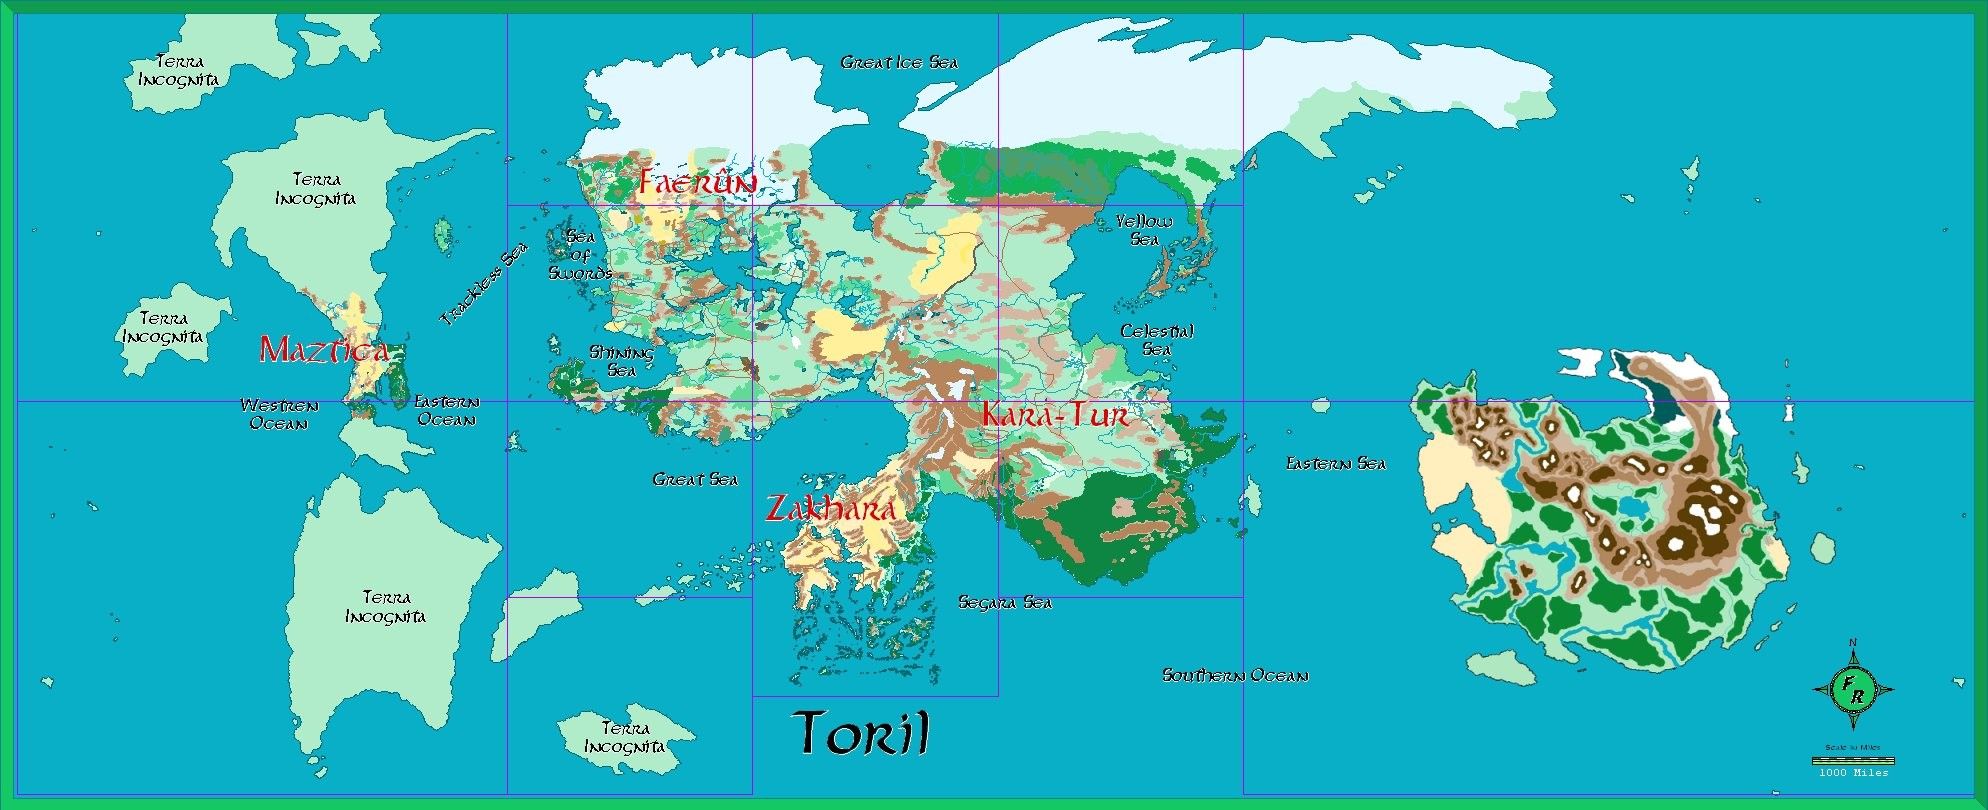 Terra
Incognita
Great Ice Sea
Terra
Incognita
Faerûn
Yellow
Sea
Sea
of
Swords
Trackless Sea
Terra
Incognita
Celestial
Sea
Maztica
Shining
Sea
Westren
Ocean
Eastern
Ocean
Kara-Tur
Great Sea
Eastern Sea
Zakhara
Terra
Incognita
Segara Sea
Southern Ocean
Terra
Incognita
Toril
N
F
R
Scale in Miles
1000 Miles